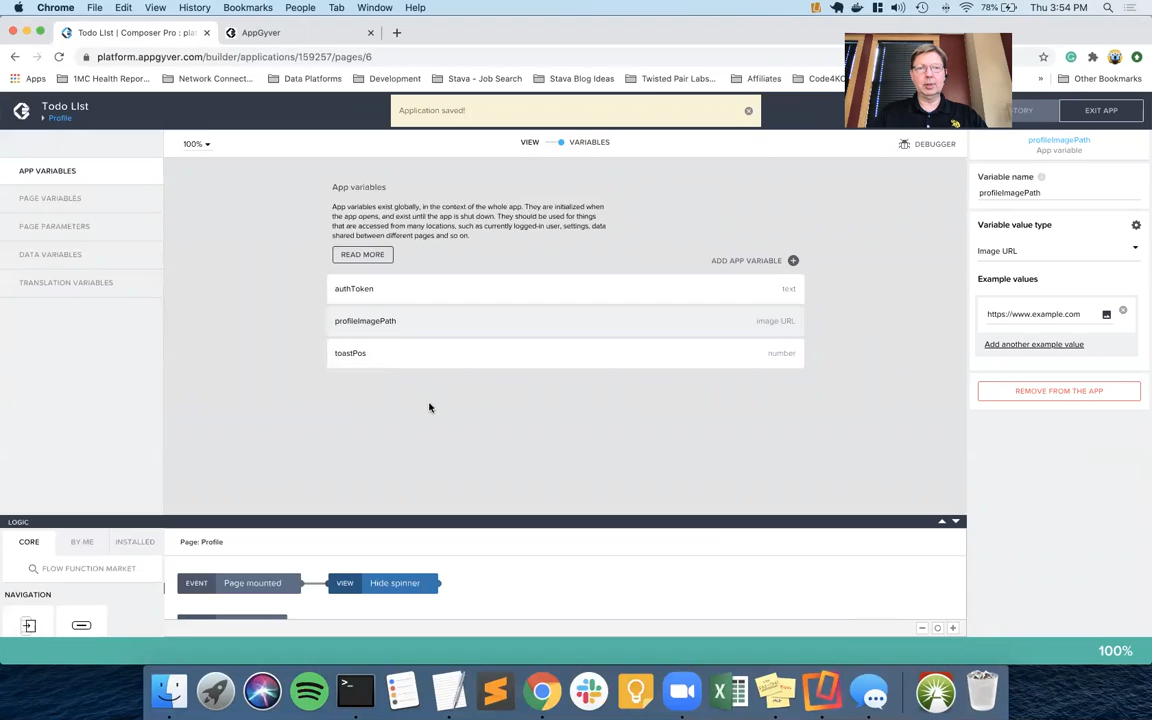 Chrome File Edit View History Bookmarks People Tab Window Help 78% Thu 3:54 PM
Todo LIst | Composer Pro : plat
AppGyver
platform.appgyver.com/builder/applications/159257/pages/6
Apps 1MC Health Repor... Network Connect... Data Platforms Development Stava - Job Search Stava Blog Ideas Twisted Pair Labs... Affiliates Code4KC » Other Bookmarks
Todo LIst
Profile
Application saved!
STORY
EXIT APP
100%
VIEW VARIABLES
DEBUGGER
APP VARIABLES
PAGE VARIABLES
PAGE PARAMETERS
DATA VARIABLES
TRANSLATION VARIABLES
App variables
App variables exist globally, in the context of the whole app. They are initialized when
the app opens, and exist until the app is shut down. They should be used for things
that are accessed from many locations, such as currently logged-in user, settings, data
shared between different pages and so on.
READ MORE
ADD APP VARIABLE
authToken text
profileImagePath image URL
toastPos number
profileImagePath
App variable
Variable name
profileImagePath
Variable value type
Image URL
Example values
https://www.example.com
Add another example value
REMOVE FROM THE APP
LOGIC
CORE BY ME INSTALLED
FLOW FUNCTION MARKET
NAVIGATION
Page: Profile
EVENT Page mounted
VIEW Hide spinner
100%